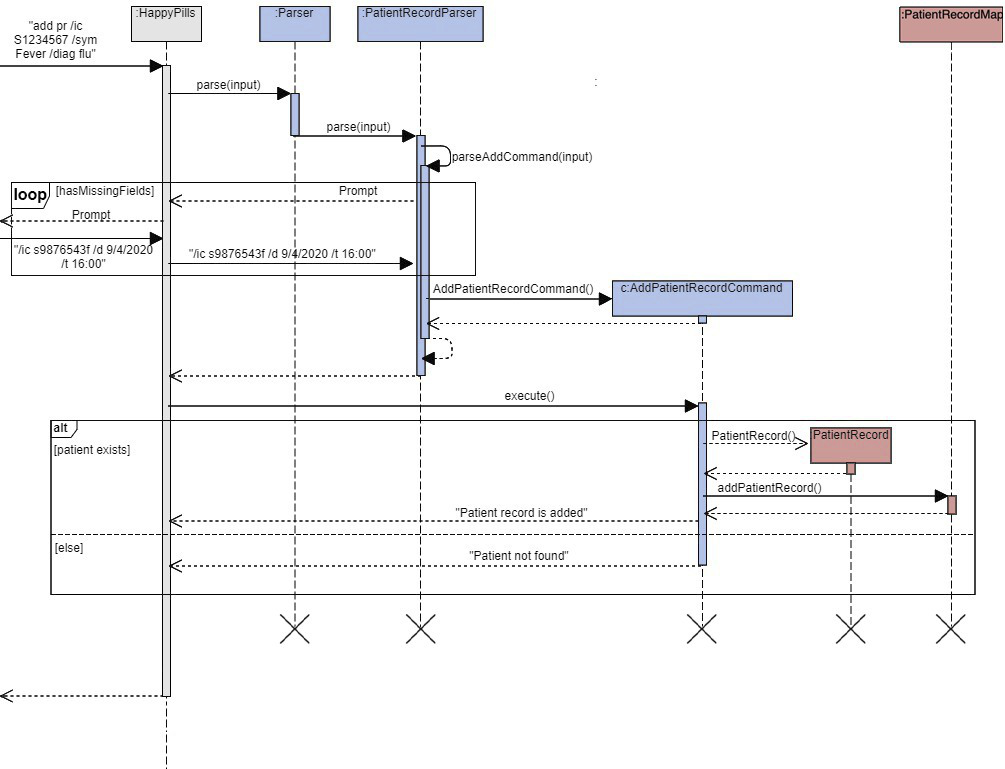 :HappyPills
:Parser
:PatientRecordParser
:PatientRecordMap
"add pr /ic
S1234567 /sym
Fever /diag flu"
parse(input)
:
parse(input)
parseAddCommand(input)
loop
[hasMissingFields]
Prompt
Prompt
"/ic s9876543f /d 9/4/2020
/t 16:00"
"/ic s9876543f /d 9/4/2020 /t 16:00"
AddPatientRecordCommand()
c:AddPatientRecordCommand
execute()
alt
[patient exists]
PatientRecord()
PatientRecord
addPatientRecord()
"Patient record is added"
[else]
"Patient not found"